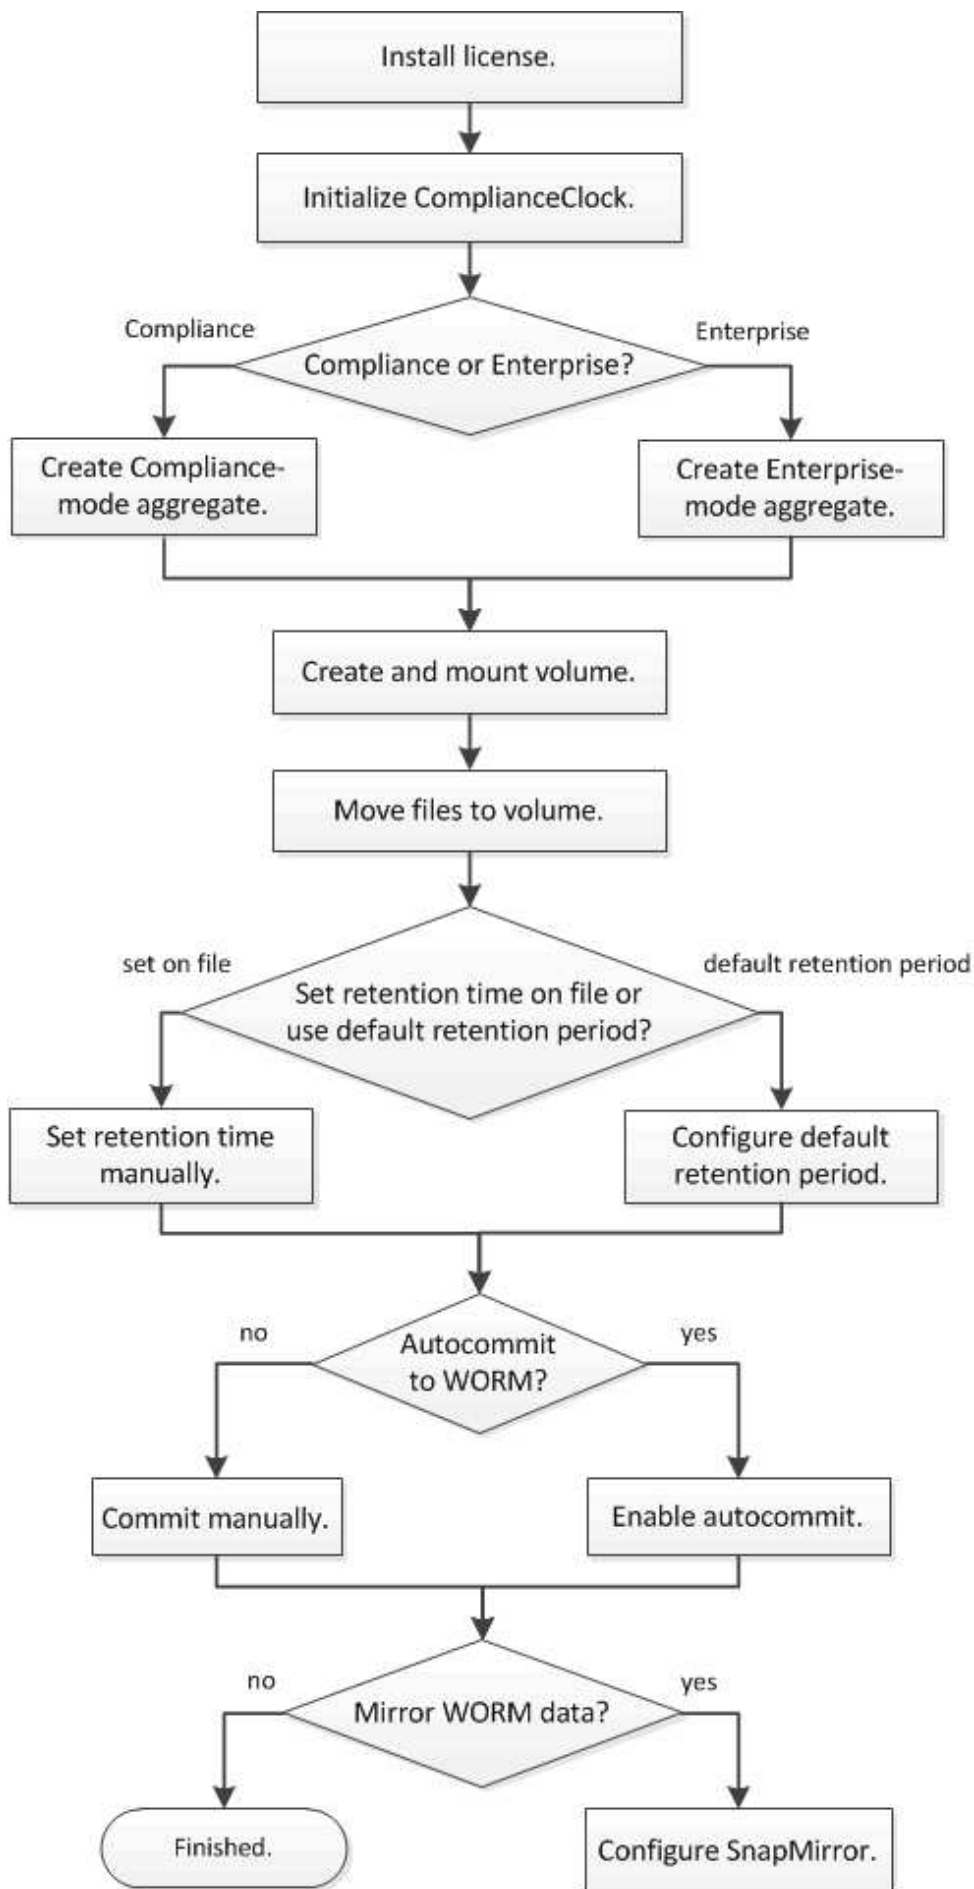 Install license.
Initialize ComplianceClock.
Compliance
Enterprise
Compliance or Enterprise?
Create Compliance-
mode aggregate.
Create Enterprise-
mode aggregate.
Create and mount volume.
Move files to volume.
set on file
default retention period
Set retention time on file or
use default retention period?
Set retention time
manually.
Configure default
retention period.
no
yes
Autocommit
to WORM?
Commit manually.
Enable autocommit.
no
yes
Mirror WORM data?
Finished.
Configure SnapMirror.